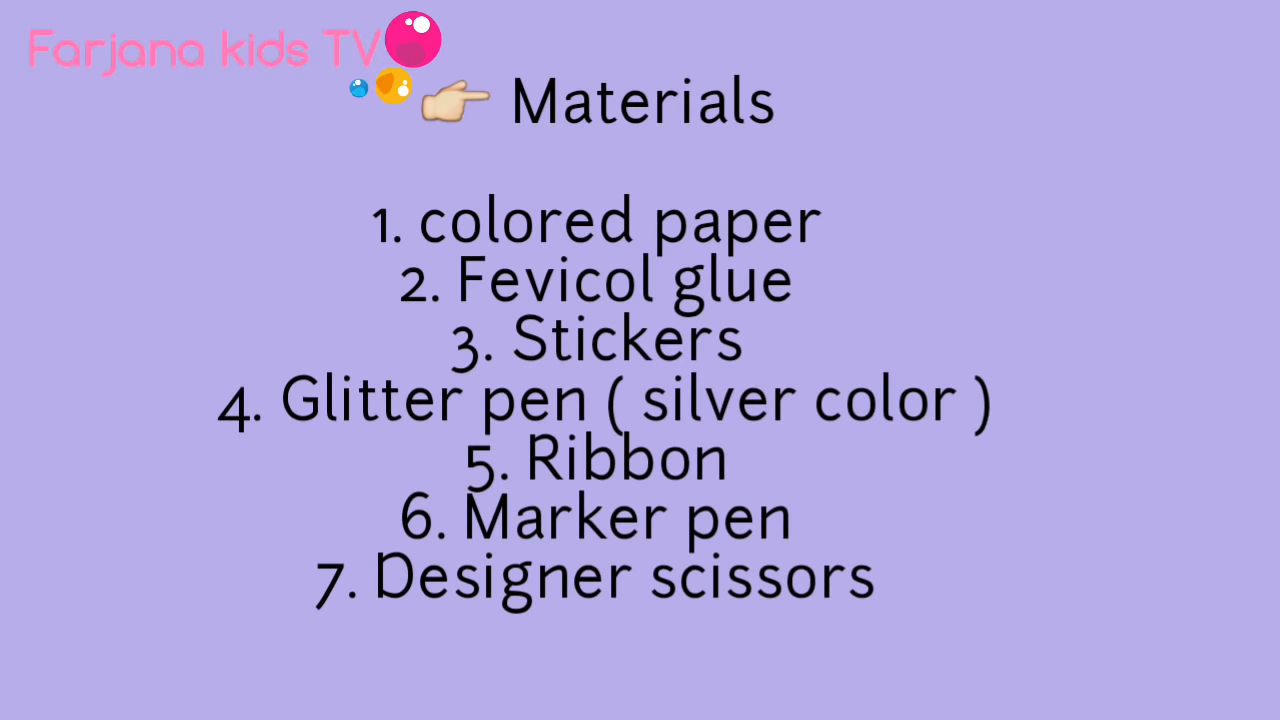 Farjana kids TV
👉 Materials
1. colored paper
2. Fevicol glue
3. Stickers
4. Glitter pen ( silver color )
5. Ribbon
6. Marker pen
7. Designer scissors